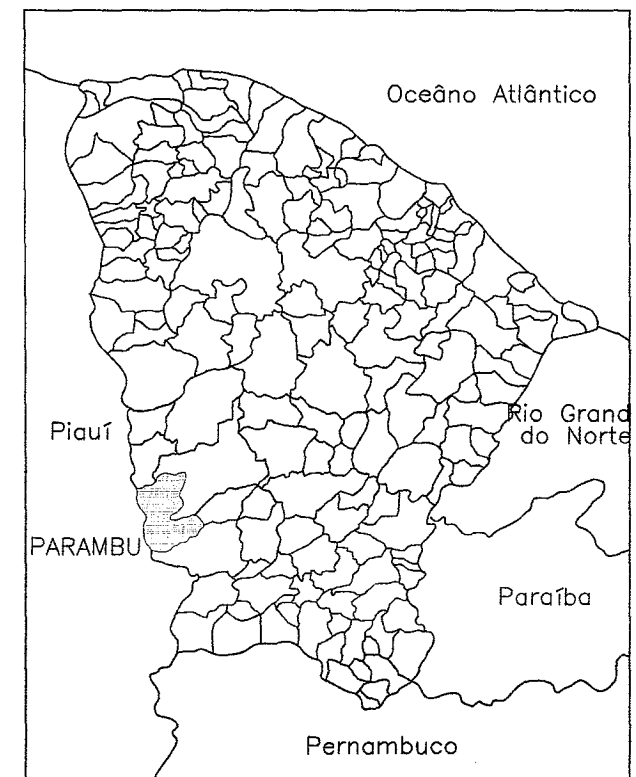 Oceâno Atlântico
Rio Grand
do Norte
Piauí
PARAMBU
Paraíba
Pernambuco